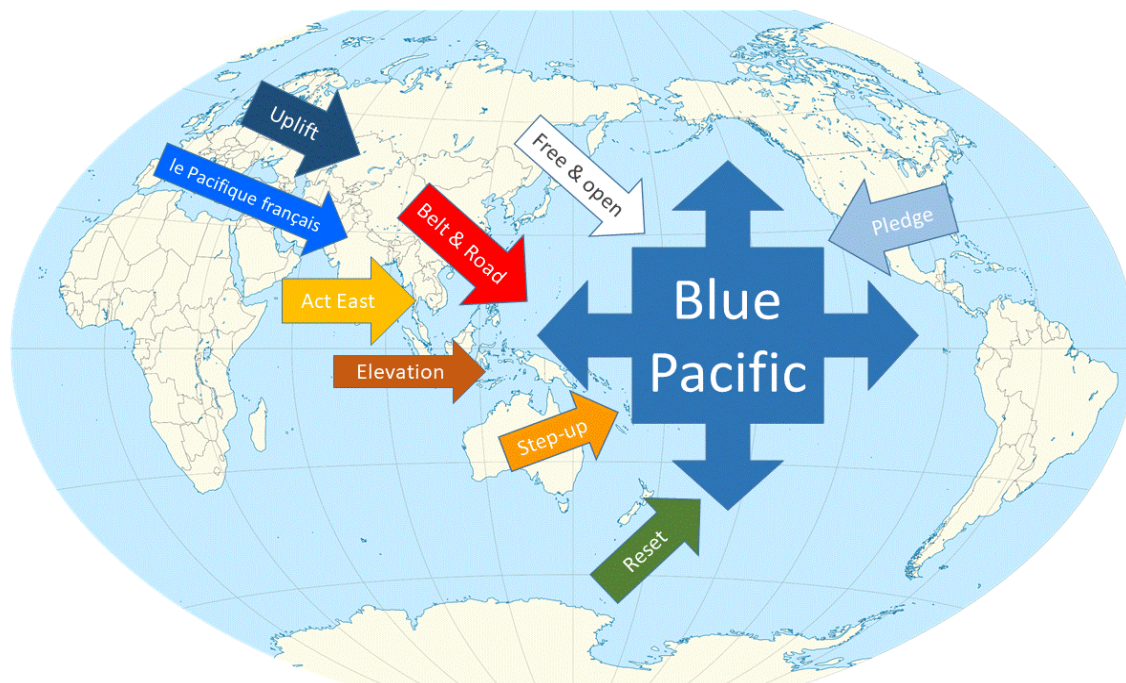 Uplift
le Pacifique français
Free & open
Belt & Road
Pledge
Act East
Blue
Pacific
Elevation
Step-up
Reset